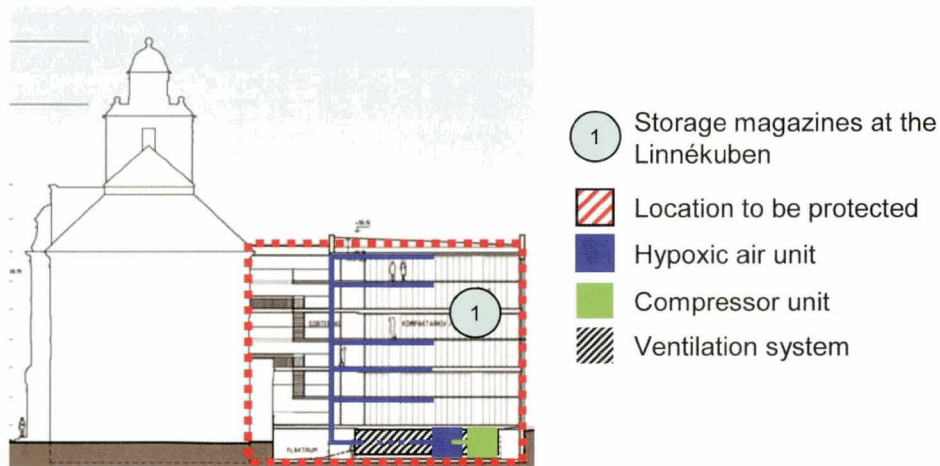 1
Storage magazines at the
Linnékuben
Location to be protected
Hypoxic air unit
Compressor unit
Ventilation system
1
KOMPAKTARKIV
FLÄKTRUM